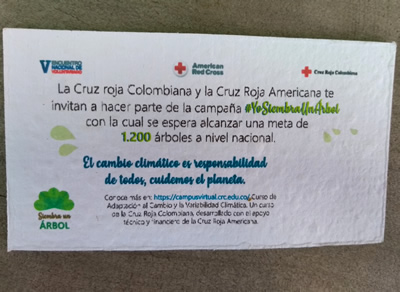 V ENCUENTRO
NACIONAL DE
VOLUNTARIADO
American
Red Cross
Cruz Roja Colombiana
La Cruz roja Colombiana y la Cruz Roja Americana te
invitan a hacer parte de la campaña #YoSiembroUnÁrbol
con la cual se espera alcanzar una meta de
1.200 árboles a nivel nacional.
El cambio climático es responsabilidad
de todos, cuidemos el planeta.
Siembra un
ÁRBOL
Conoce más en: https://campusvirtual.crc.edu.co/ Curso de
Adaptación al Cambio y la Variabilidad Climática. Un curso
de la Cruz Roja Colombiana, desarrollado con el apoyo
técnico y financiero de la Cruz Roja Americana.